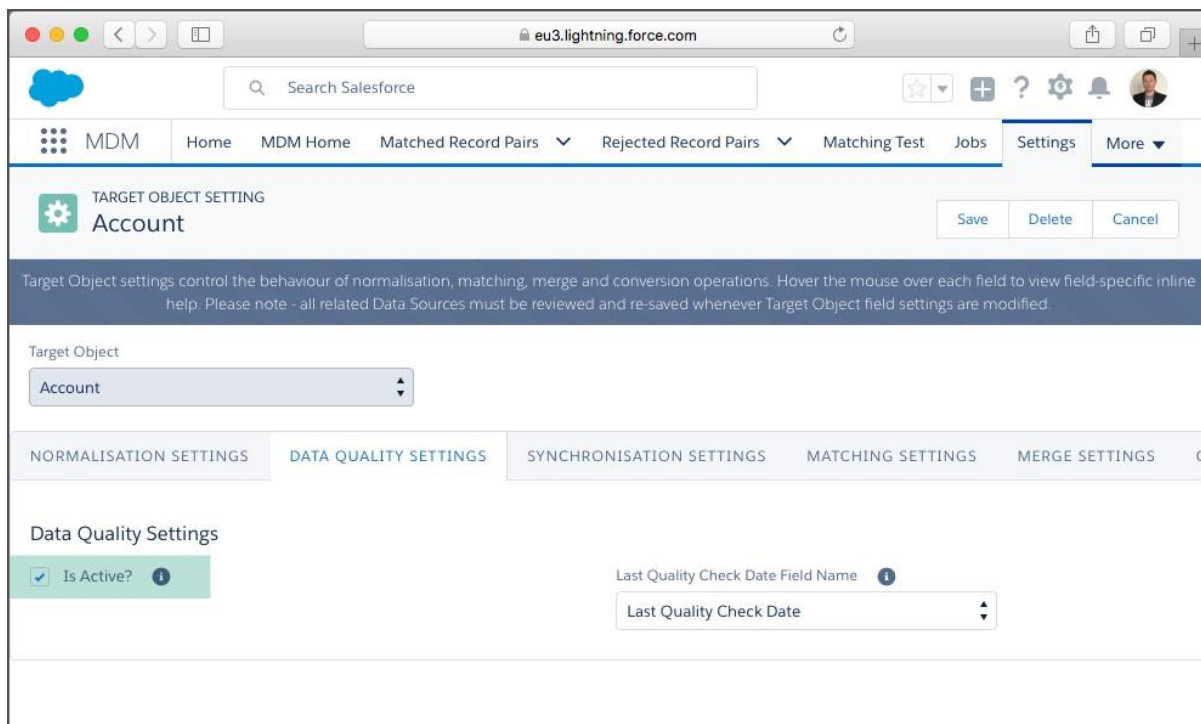 eu3.lightning.force.com
Search Salesforce
MDM Home MDM Home Matched Record Pairs Rejected Record Pairs Matching Test Jobs Settings More
TARGET OBJECT SETTING
Account
Save Delete Cancel
Target Object settings control the behaviour of normalisation, matching, merge and conversion operations. Hover the mouse over each field to view field-specific inline
help. Please note - all related Data Sources must be reviewed and re-saved whenever Target Object field settings are modified.
Target Object
Account
NORMALISATION SETTINGS DATA QUALITY SETTINGS SYNCHRONISATION SETTINGS MATCHING SETTINGS MERGE SETTINGS
Data Quality Settings
Is Active?
Last Quality Check Date Field Name
Last Quality Check Date